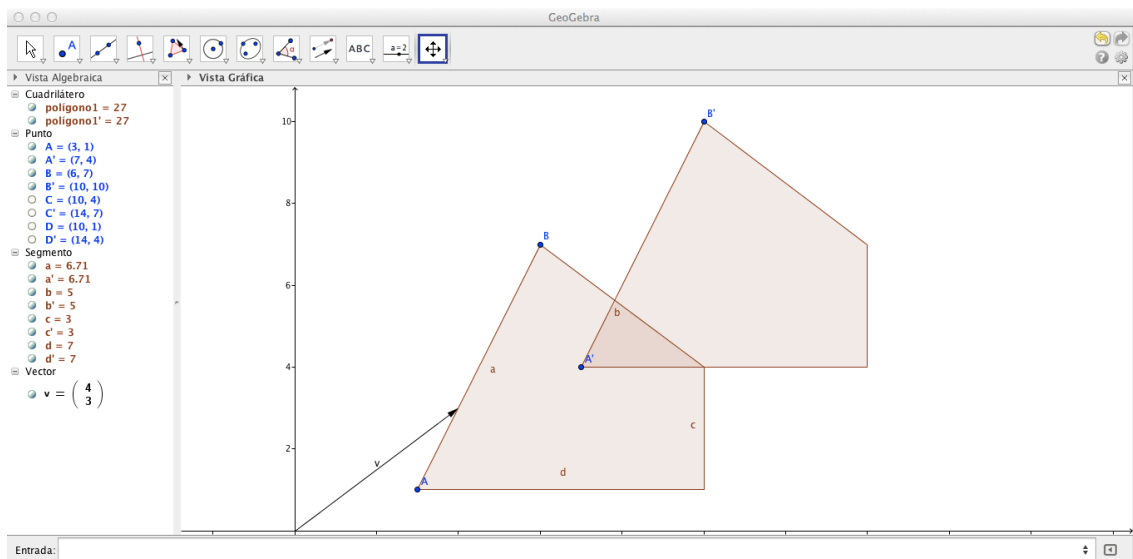 GeoGebra
A
α
ABC
a=2
Vista Algebraica
Vista Gráfica
Cuadrilátero
polígono1 = 27
polígono1' = 27
Punto
A = (3, 1)
A' = (7, 4)
B = (6, 7)
B' = (10, 10)
C = (10, 4)
C' = (14, 7)
D = (10, 1)
D' = (14, 4)
Segmento
a = 6.71
a' = 6.71
b = 5
b' = 5
c = 3
c' = 3
d = 7
d' = 7
Vector
v = ( 4
3 )
10
8
6
4
2
B'
B
b
A'
a
c
v
d
A
Entrada: